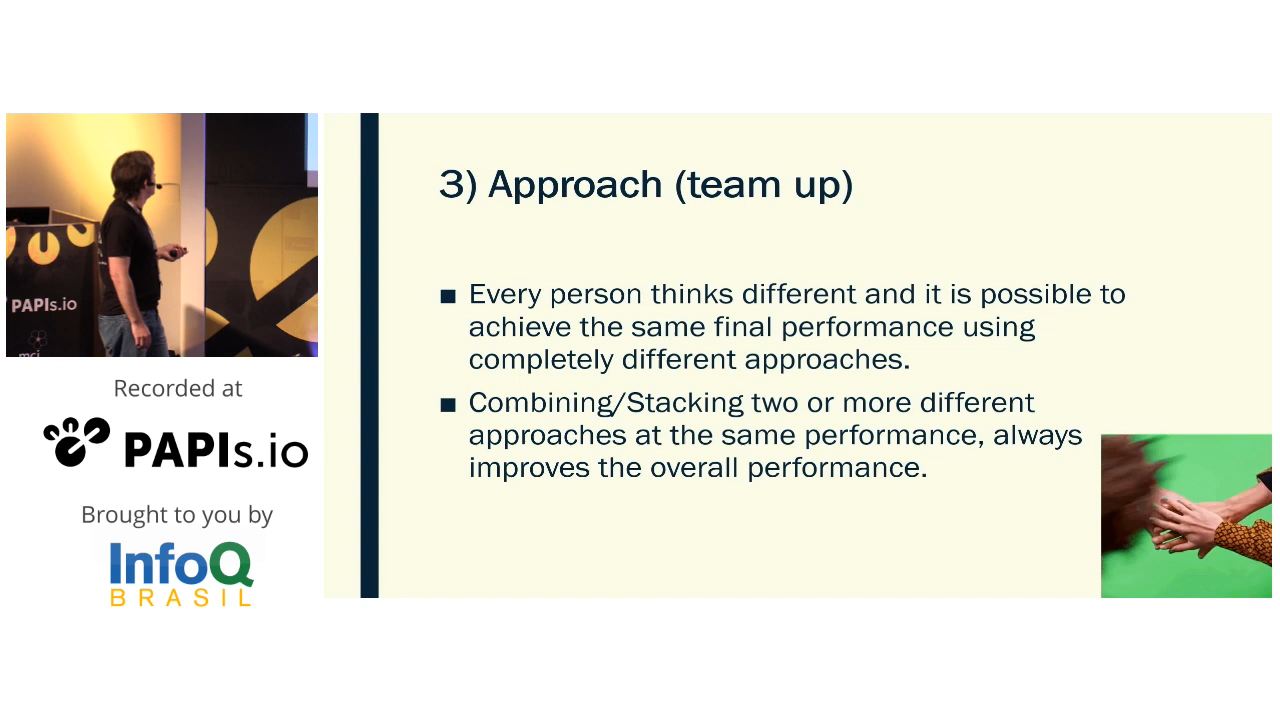 3) Approach (team up)
■ Every person thinks different and it is possible to
achieve the same final performance using
completely different approaches.
■ Combining/Stacking two or more different
approaches at the same performance, always
improves the overall performance.
PAPIs.io
mci
Recorded at
PAPIs.io
Brought to you by
InfoQ
BRASIL